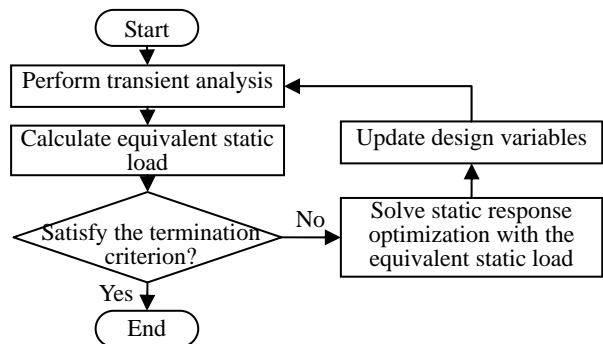 Start
Perform transient analysis
Calculate equivalent static
load
Satisfy the termination
criterion?
No
Yes
End
Solve static response
optimization with the
equivalent static load
Update design variables